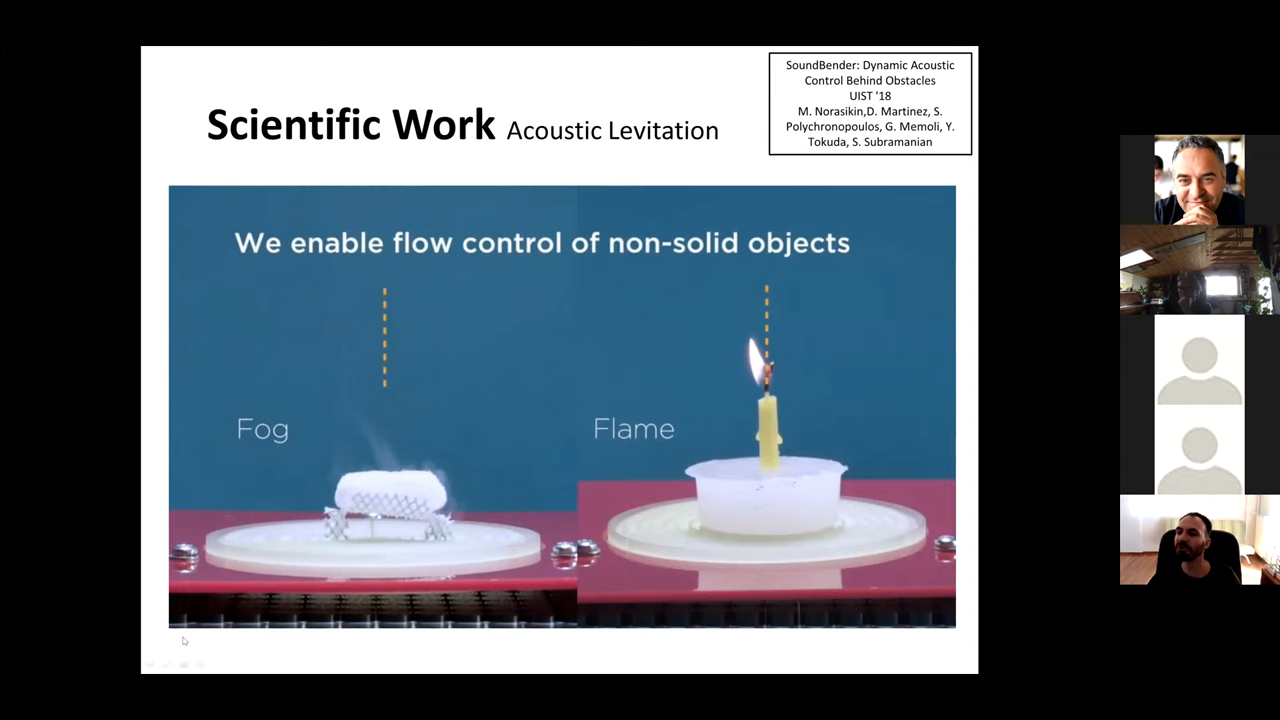 SoundBender: Dynamic Acoustic
Control Behind Obstacles
UIST '18
M. Norasikin,D. Martinez, S.
Polychronopoulos, G. Memoli, Y.
Tokuda, S. Subramanian
Scientific Work Acoustic Levitation
We enable flow control of non-solid objects
Fog
Flame